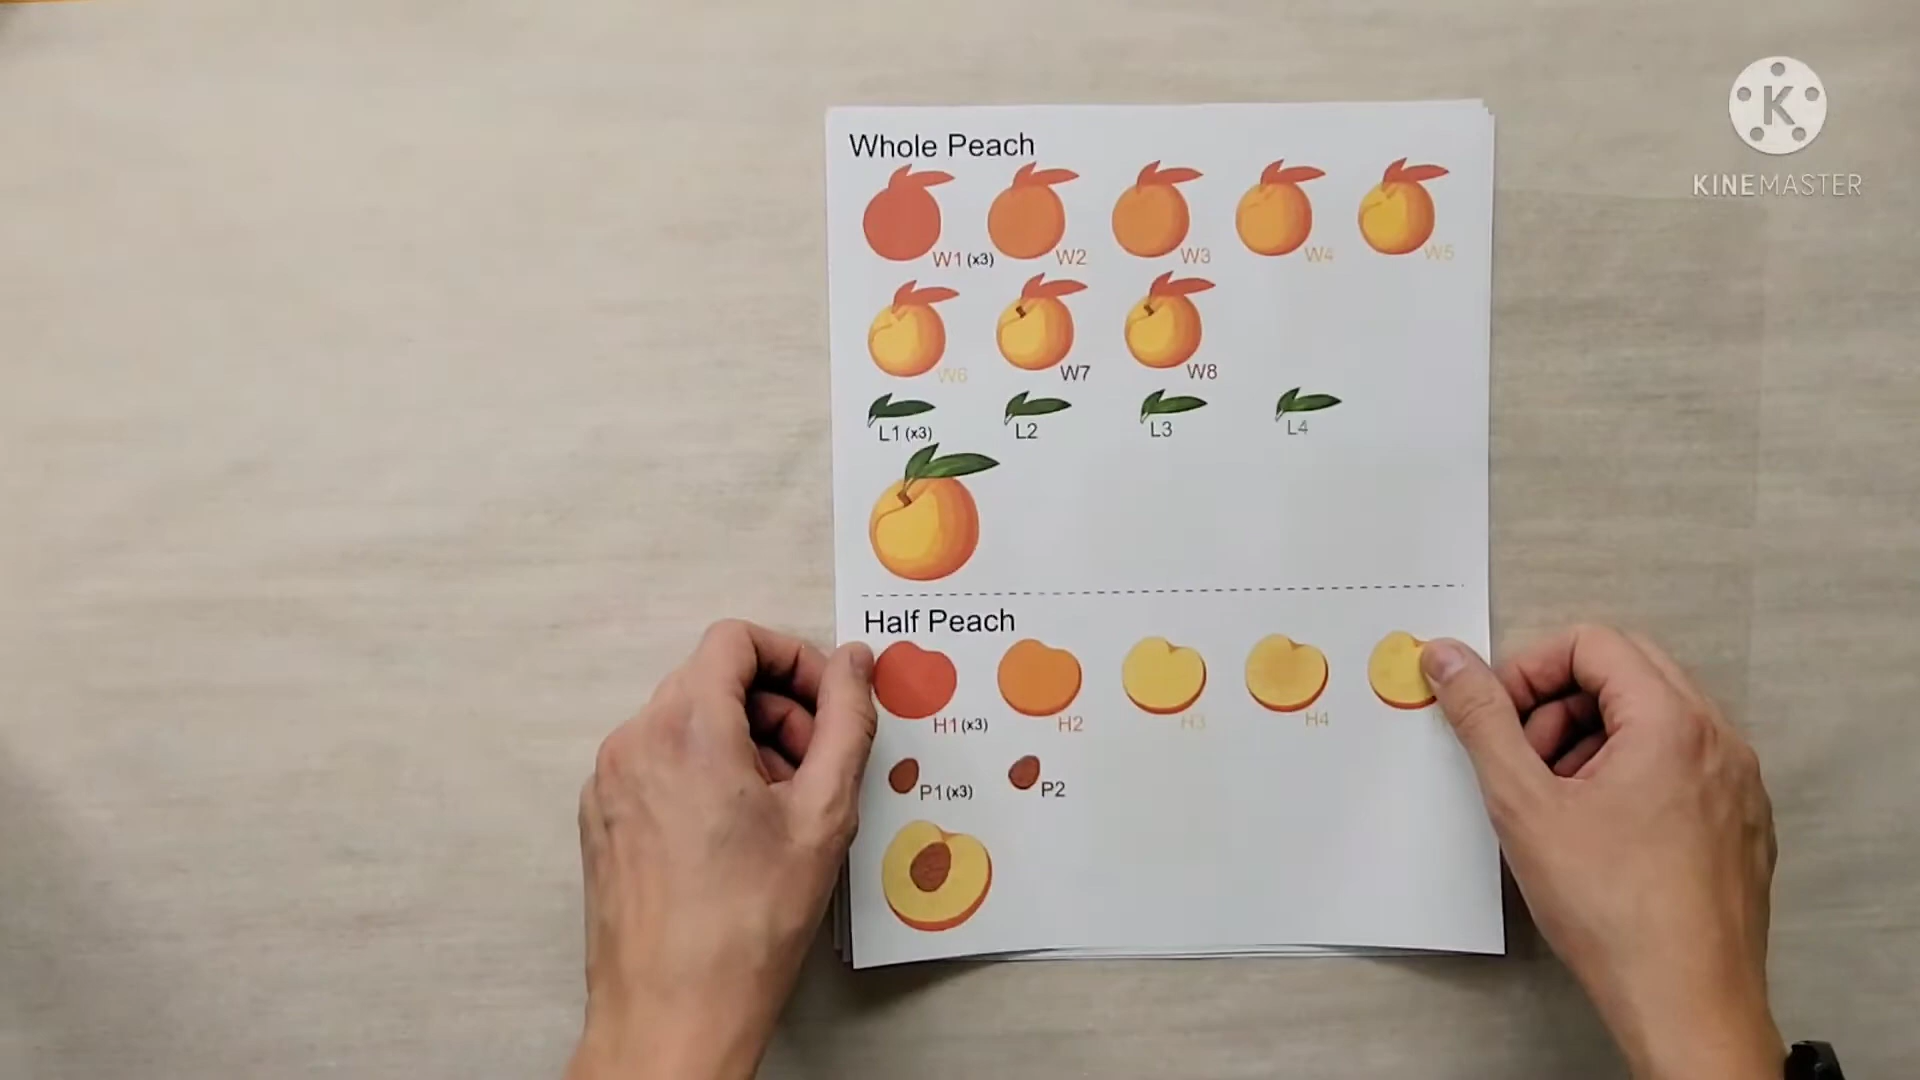 Whole Peach
W1 (x3) W2 W3 W4 W5
W6 W7 W8
L1 (x3) L2 L3 L4
Half Peach
H1 (x3) H2 H3 H4
P1 (x3) P2
K
KINEMASTER